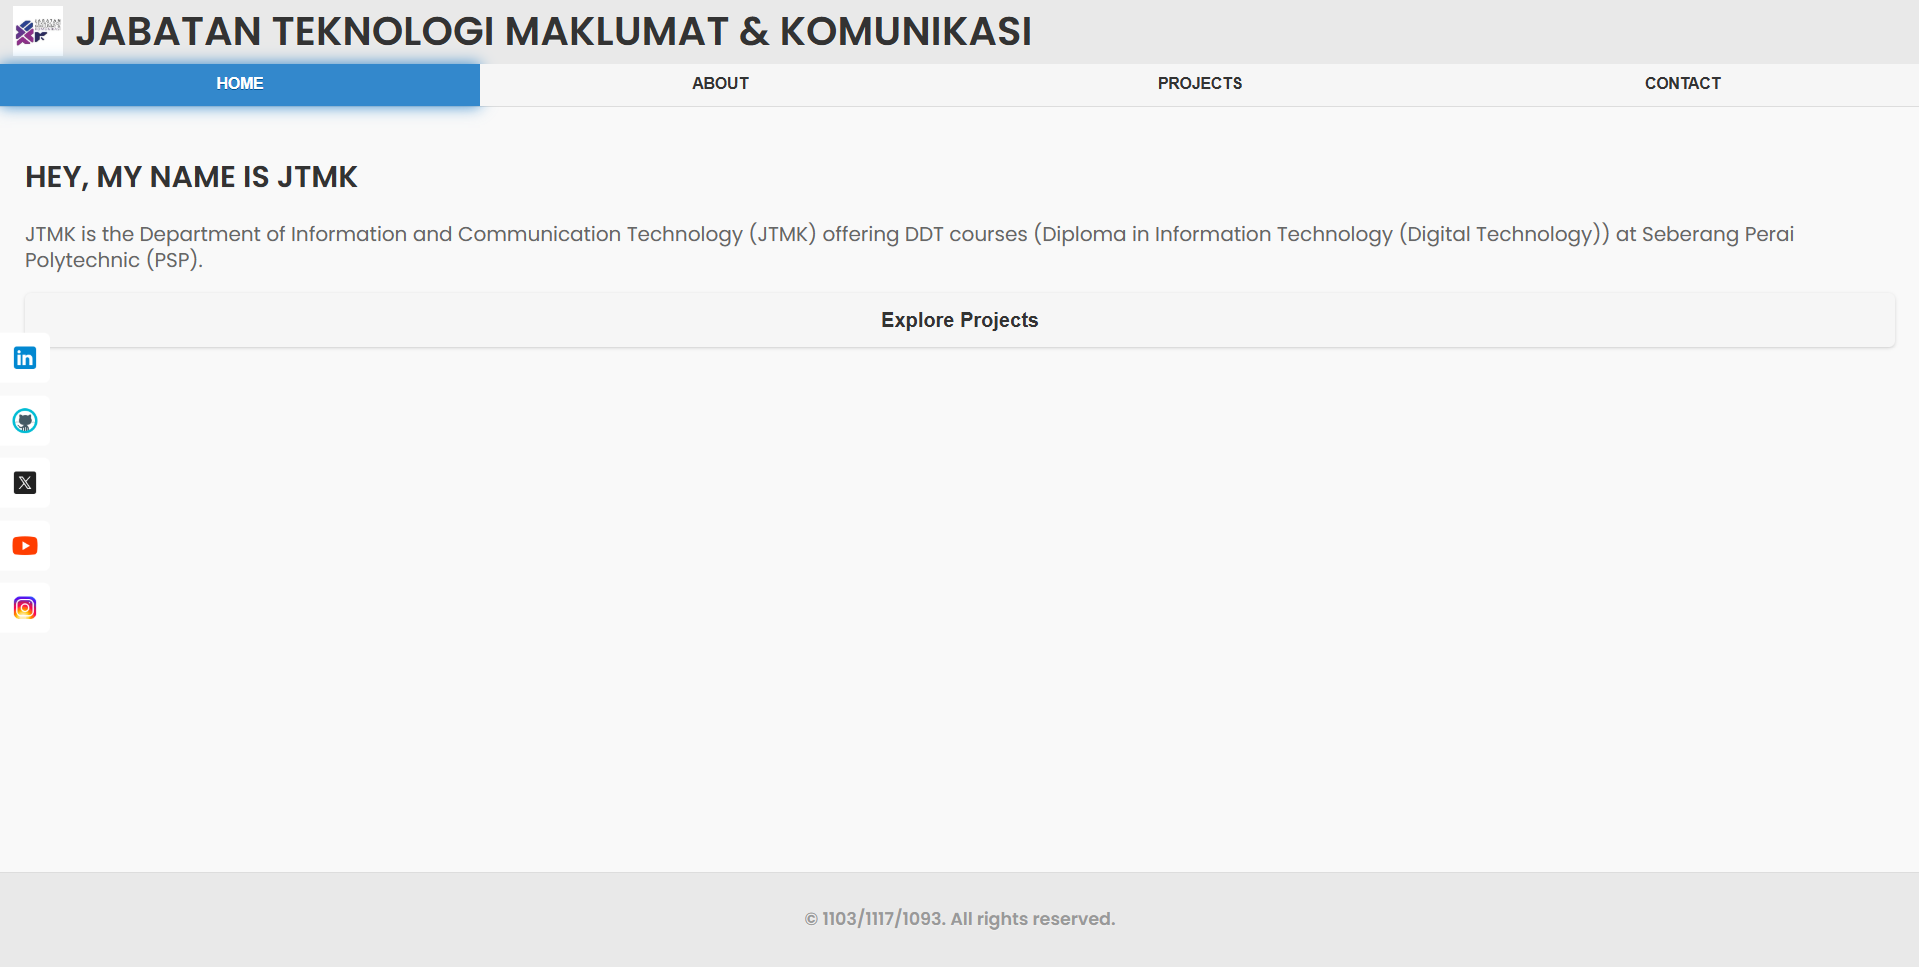 JABATAN TEKNOLOGI MAKLUMAT & KOMUNIKASI
HOME
ABOUT
PROJECTS
CONTACT
HEY, MY NAME IS JTMK
JTMK is the Department of Information and Communication Technology (JTMK) offering DDT courses (Diploma in Information Technology (Digital Technology)) at Seberang Perai
Polytechnic (PSP).
Explore Projects
in
X
© 1103/1117/1093. All rights reserved.